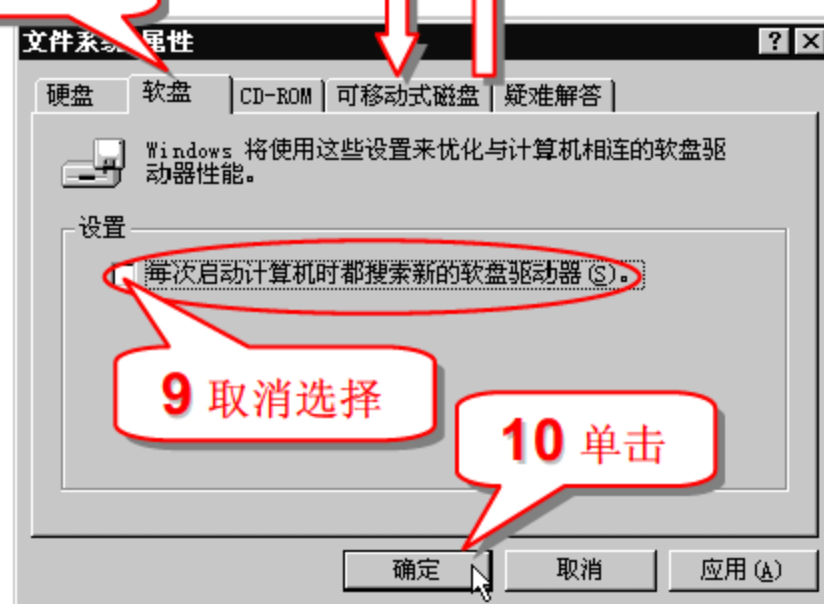 文件系统 属性
硬盘
软盘
CD-ROM
可移动式磁盘
疑难解答
Windows 将使用这些设置来优化与计算机相连的软盘驱
动器性能。
设置
每次启动计算机时都搜索新的软盘驱动器(S)。
9 取消选择
10 单击
确定
取消
应用(A)